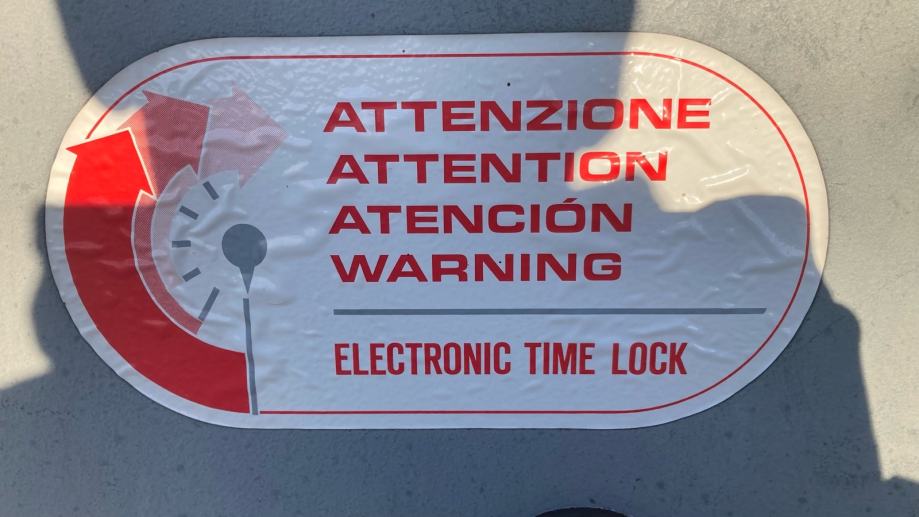 ATTENZIONE
ATTENTION
ATENCIÓN
WARNING
ELECTRONIC TIME LOCK